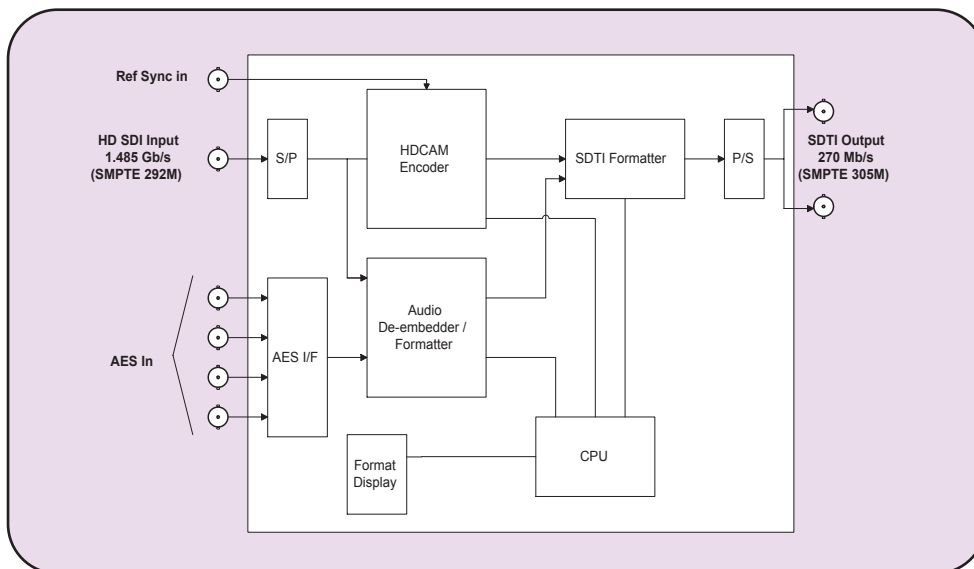 Ref Sync in
HD SDI Input
1.485 Gb/s
(SMPTE 292M)
S/P
HDCAM
Encoder
SDTI Formatter
P/S
SDTI Output
270 Mb/s
(SMPTE 305M)
AES In
AES I/F
Audio
De-embedder /
Formatter
Format
Display
CPU